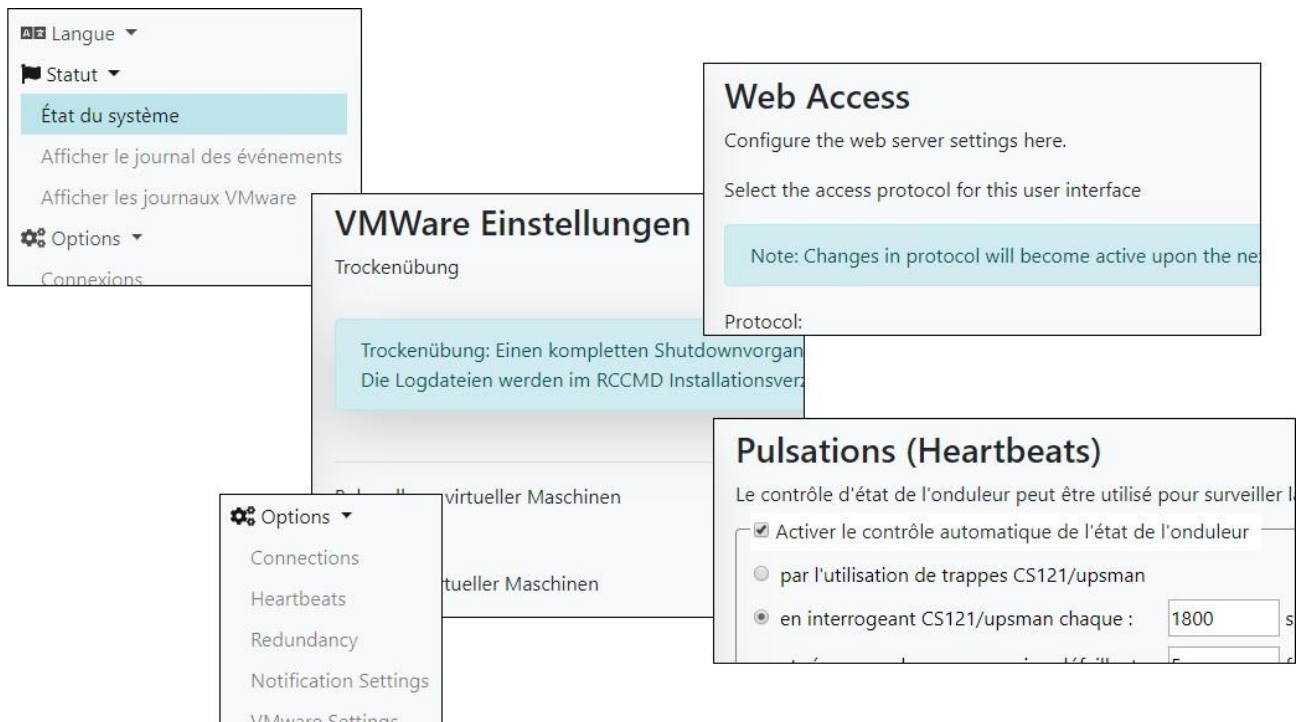 Langue
Statut
État du système
Afficher le journal des événements
Afficher les journaux VMware
Options
Connexions
VMWare Einstellungen
Trockenübung
Trockenübung: Einen kompletten Shutdownvorgan
Die Logdateien werden im RCCMD Installationsverz
virtueller Maschinen
tueller Maschinen
Web Access
Configure the web server settings here.
Select the access protocol for this user interface
Note: Changes in protocol will become active upon the ne
Protocol:
Options
Connections
Heartbeats
Redundancy
Notification Settings
VMware Settings
Pulsations (Heartbeats)
Le contrôle d'état de l'onduleur peut être utilisé pour surveiller l
Activer le contrôle automatique de l'état de l'onduleur
par l'utilisation de trappes CS121/upsman
en interrogeant CS121/upsman chaque : 1800 s